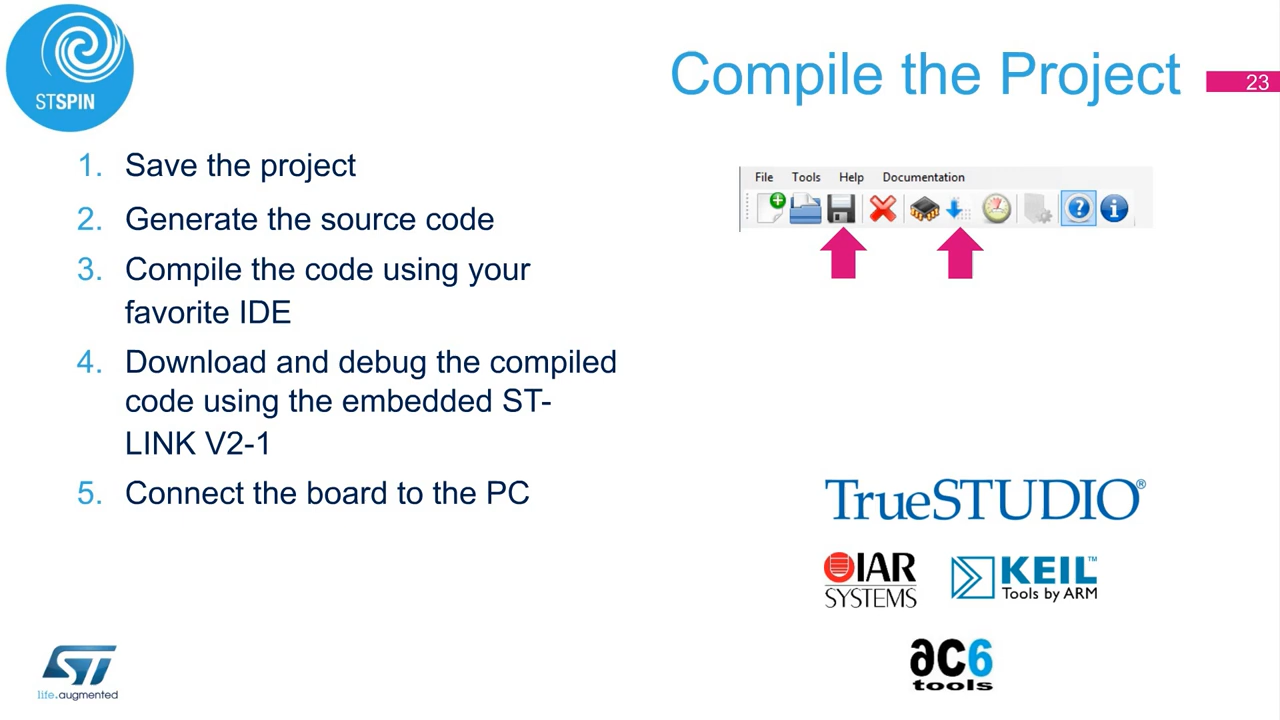 STSPIN
Compile the Project
23
1. Save the project
2. Generate the source code
3. Compile the code using your
favorite IDE
4. Download and debug the compiled
code using the embedded ST-
LINK V2-1
5. Connect the board to the PC
File Tools Help Documentation
TrueSTUDIO®
IAR
SYSTEMS
KEIL™
Tools by ARM
ac6
tools
ST
life.augmented